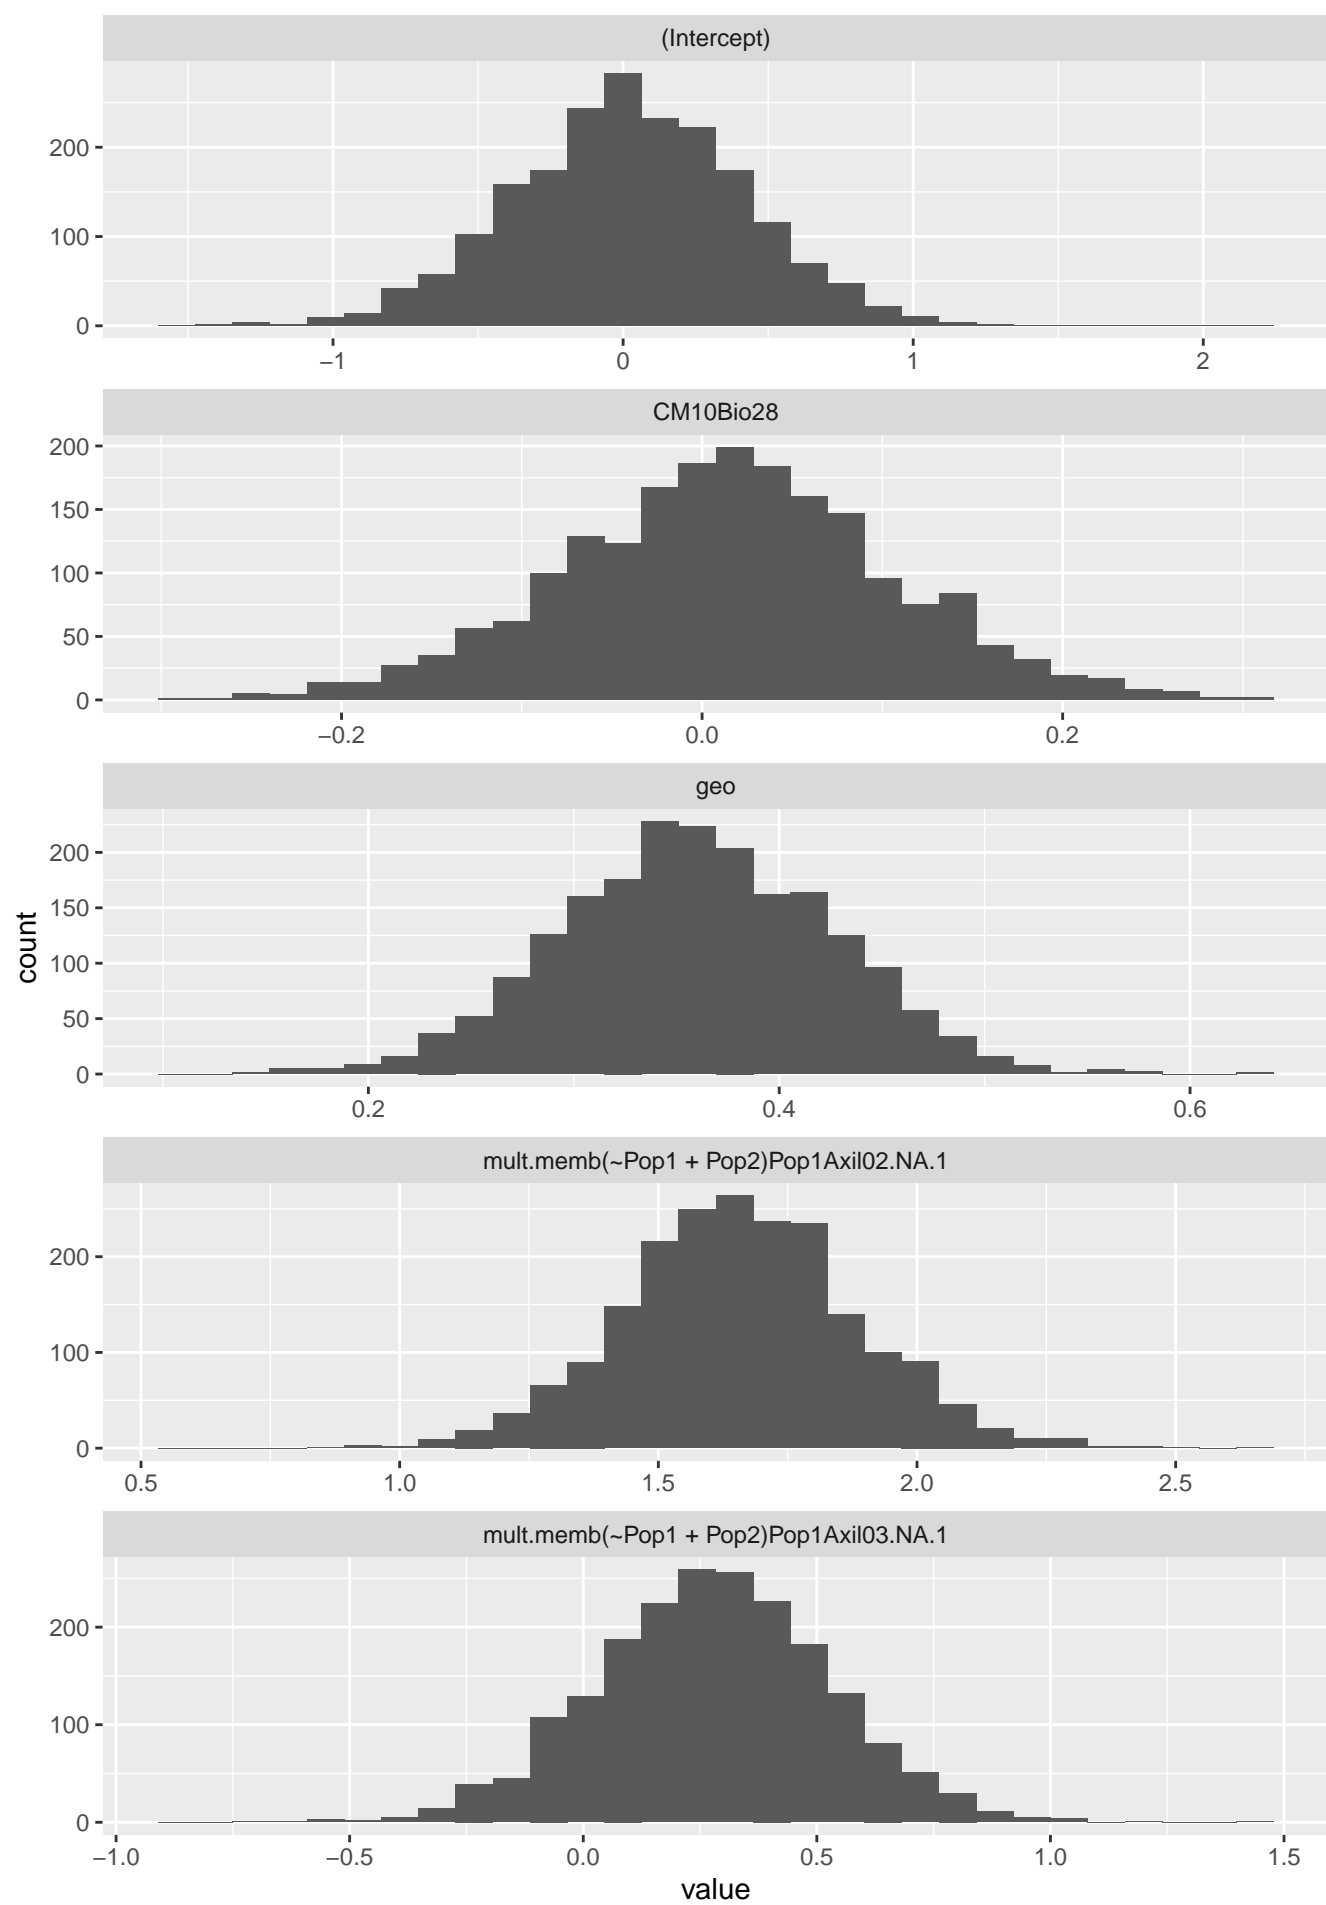 (Intercept)
200
100
0
−1 0 1 2
CM10Bio28
200
150
100
50
0
−0.2 0.0 0.2
geo
200
150
100
50
0
0.2 0.4 0.6
count
mult.memb(~Pop1 + Pop2)Pop1Axil02.NA.1
200
100
0
0.5 1.0 1.5 2.0 2.5
mult.memb(~Pop1 + Pop2)Pop1Axil03.NA.1
200
100
0
−1.0 −0.5 0.0 0.5 1.0 1.5
value